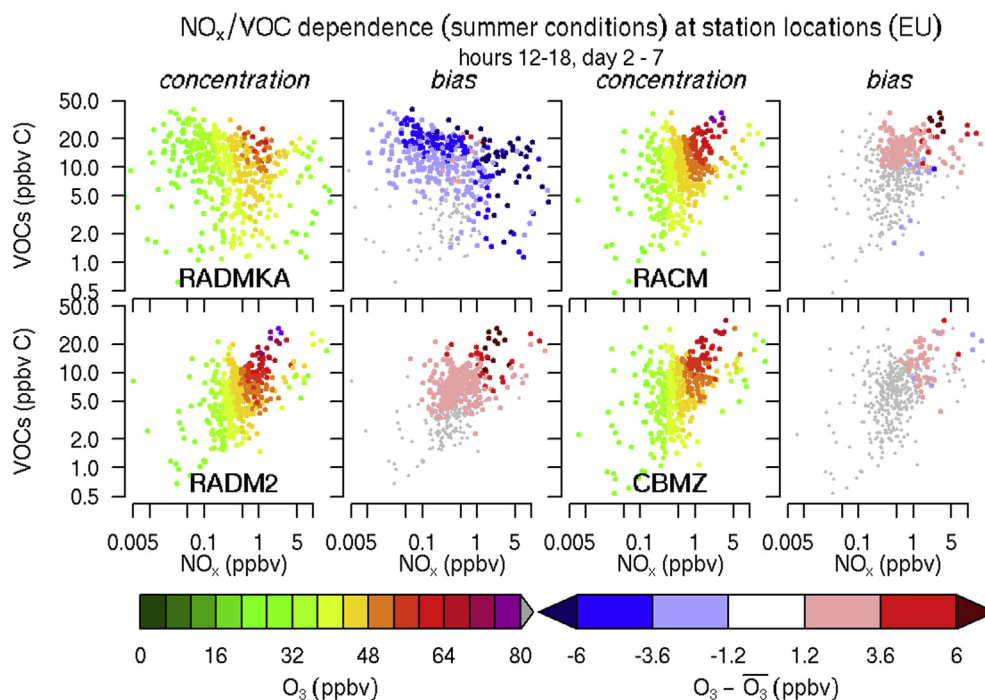 NOx/VOC dependence (summer conditions) at station locations (EU)
hours 12-18, day 2 - 7
concentration bias concentration bias
VOCs (ppbv C)
50.0
20.0
10.0
5.0
2.0
1.0
0.5
RADMKA
RACM
VOCs (ppbv C)
50.0
20.0
10.0
5.0
2.0
1.0
0.5
RADM2
CBMZ
0.005 0.1 1 5 0.005 0.1 1 5 0.005 0.1 1 5 0.005 0.1 1 5
NOx (ppbv) NOx (ppbv) NOx (ppbv) NOx (ppbv)
0 16 32 48 64 80 -6 -3.6 -1.2 1.2 3.6 6
O3 (ppbv) O3 - O̅3̅ (ppbv)